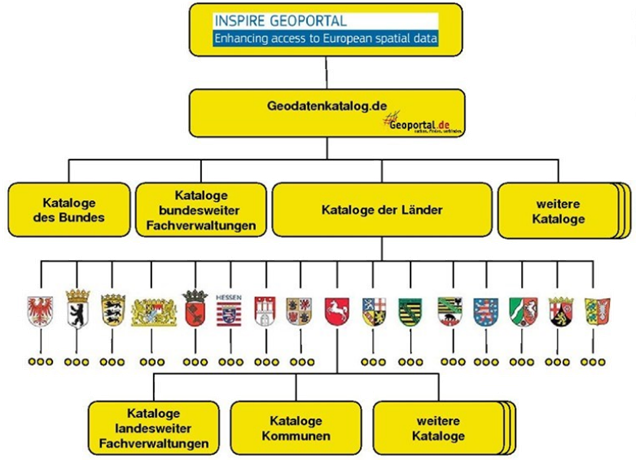 INSPIRE GEOPORTAL
Enhancing access to European spatial data
Geodatenkatalog.de
Geoportal.de
Kataloge
des Bundes
Kataloge
bundesweiter
Fachverwaltungen
Kataloge der Länder
weitere
Kataloge
HESSEN
Kataloge
landesweiter
Fachverwaltungen
Kataloge
Kommunen
weitere
Kataloge